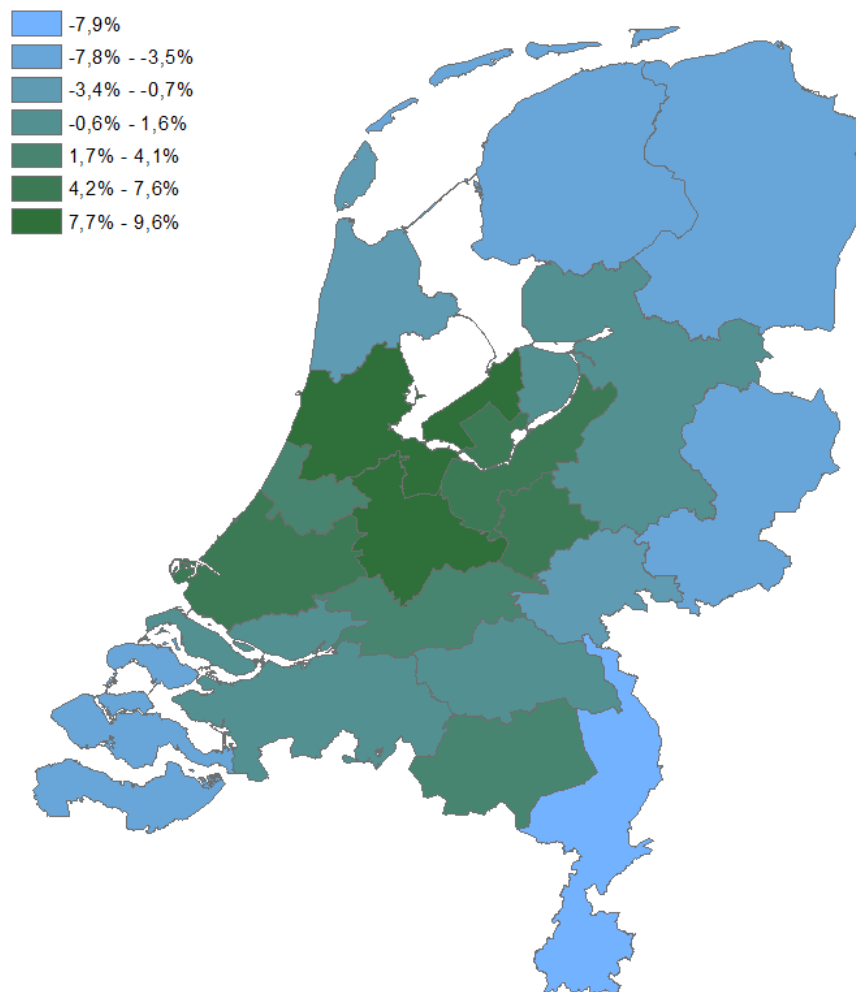 -7,9%
-7,8% - -3,5%
-3,4% - -0,7%
-0,6% - 1,6%
1,7% - 4,1%
4,2% - 7,6%
7,7% - 9,6%